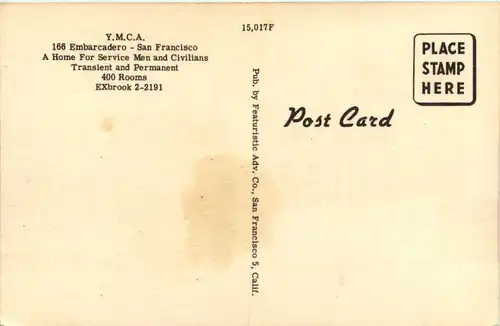 Y.M.C.A.
166 Embarcadero - San Francisco
A Home For Service Men and Civilians
Transient and Permanent
400 Rooms
EXbrook 2-2191
15,017F
Pub. by Featuristic Adv. Co., San Francisco 5, Calif.
Post Card
PLACE
STAMP
HERE